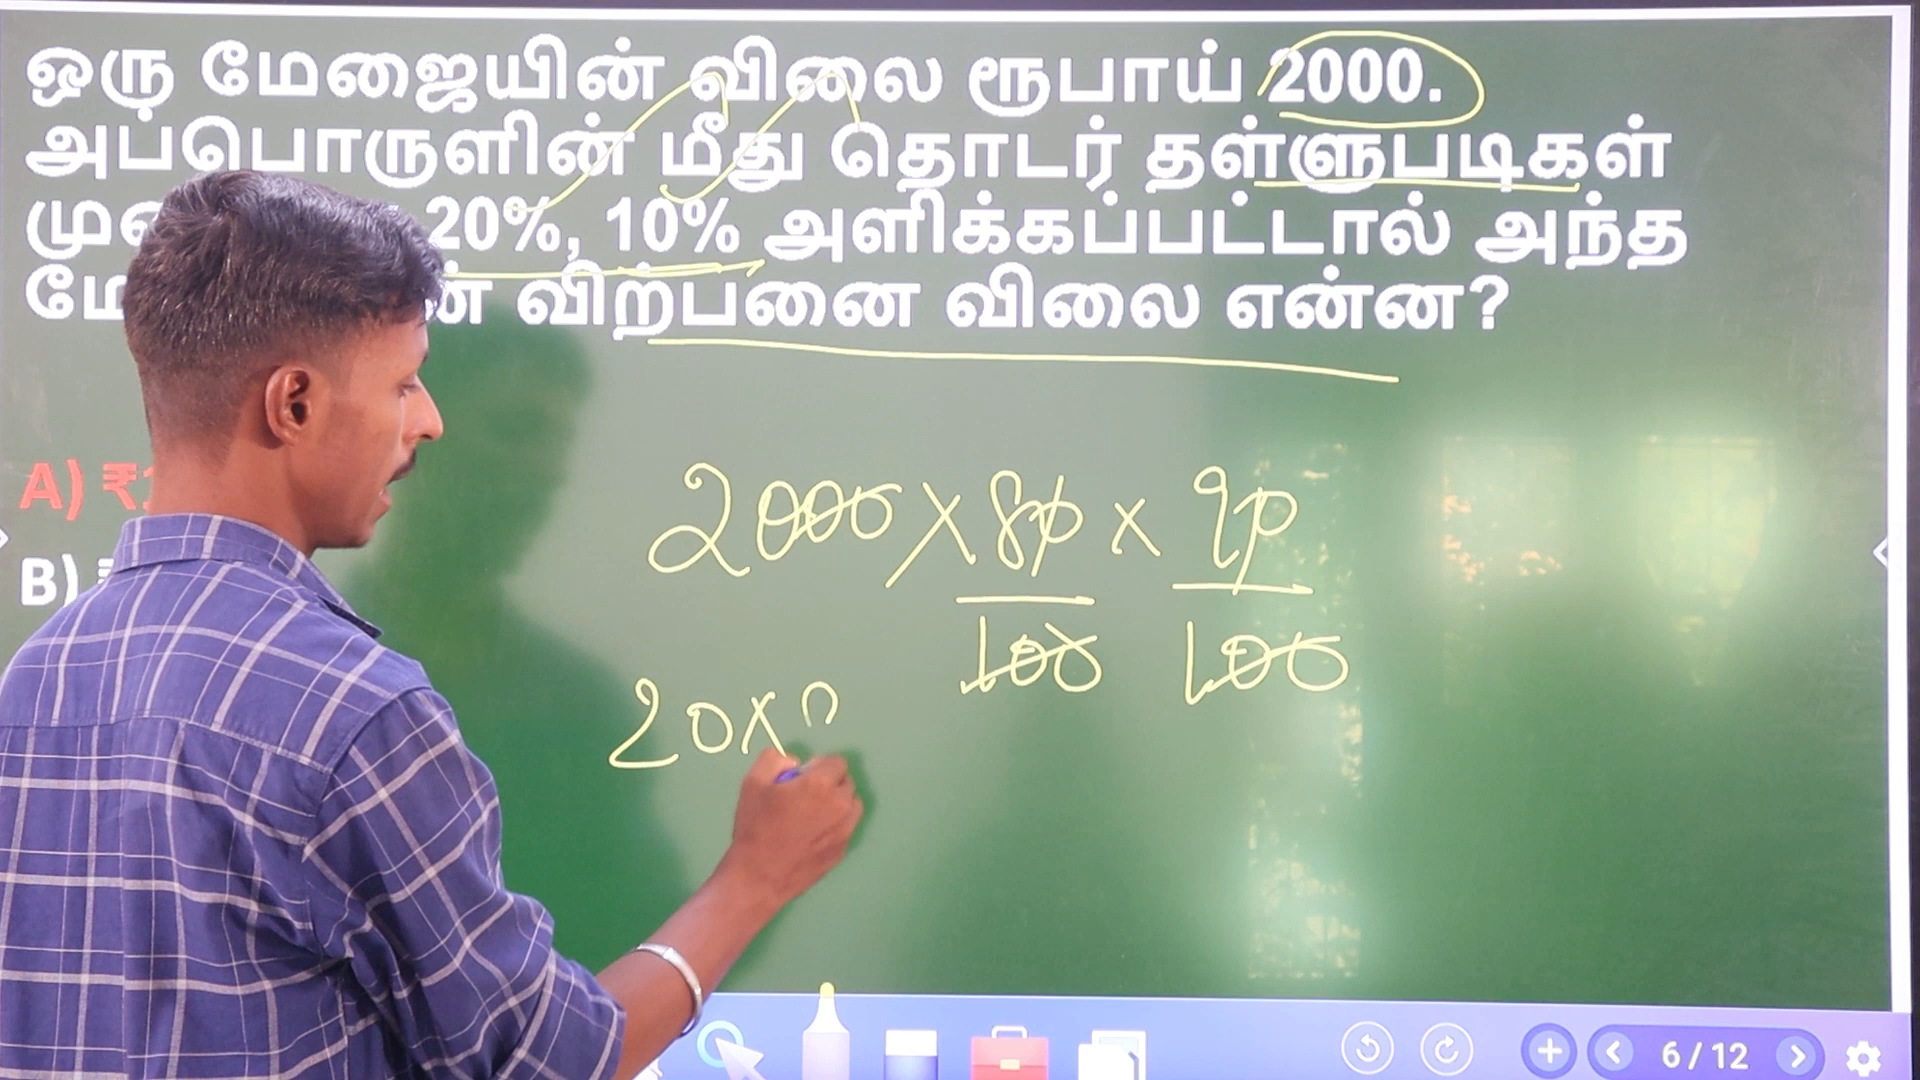 ஒரு மேஜையின் விலை ரூபாய் 2000.
அப்பொருளின் மீது தொடர் தள்ளுபடிகள்
20%, 10% அளிக்கப்பட்டால் அந்த
விற்பனை விலை என்ன?
A) ₹
B)
2000 × 80 × 90
100 100
20 ×
6 / 12